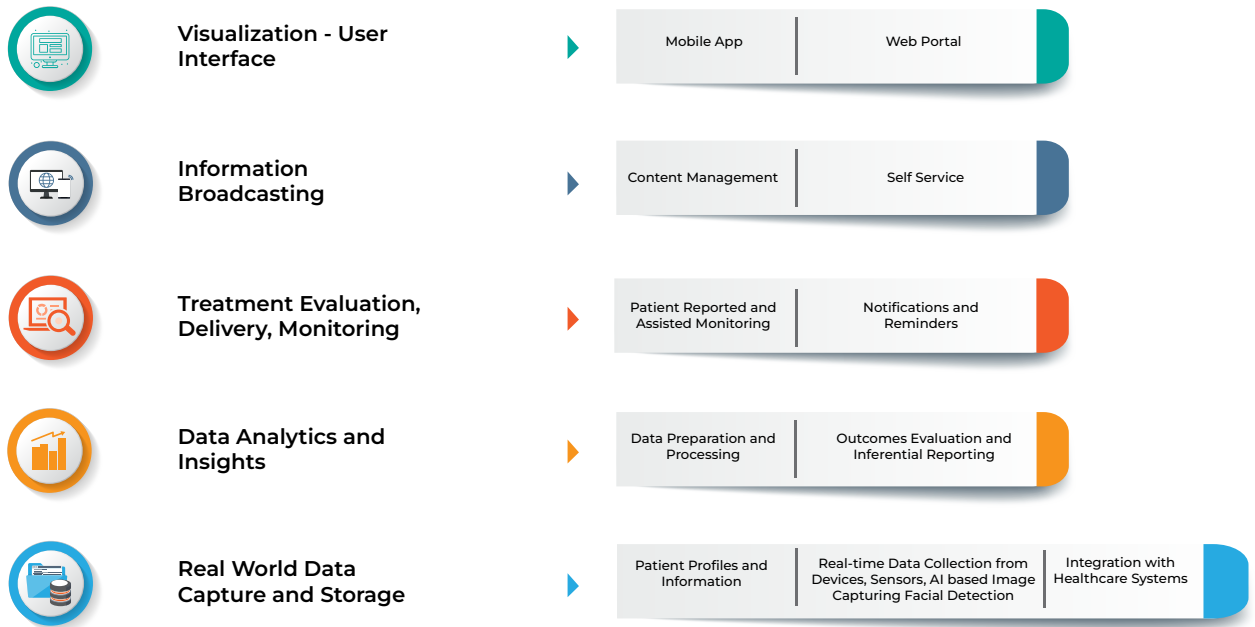 Visualization - User
Interface
Mobile App
Web Portal
Information
Broadcasting
Content Management
Self Service
Treatment Evaluation,
Delivery, Monitoring
Patient Reported and
Assisted Monitoring
Notifications and
Reminders
Data Analytics and
Insights
Data Preparation and
Processing
Outcomes Evaluation and
Inferential Reporting
Real World Data
Capture and Storage
Patient Profiles and
Information
Real-time Data Collection from
Devices, Sensors, AI based Image
Capturing Facial Detection
Integration with
Healthcare Systems